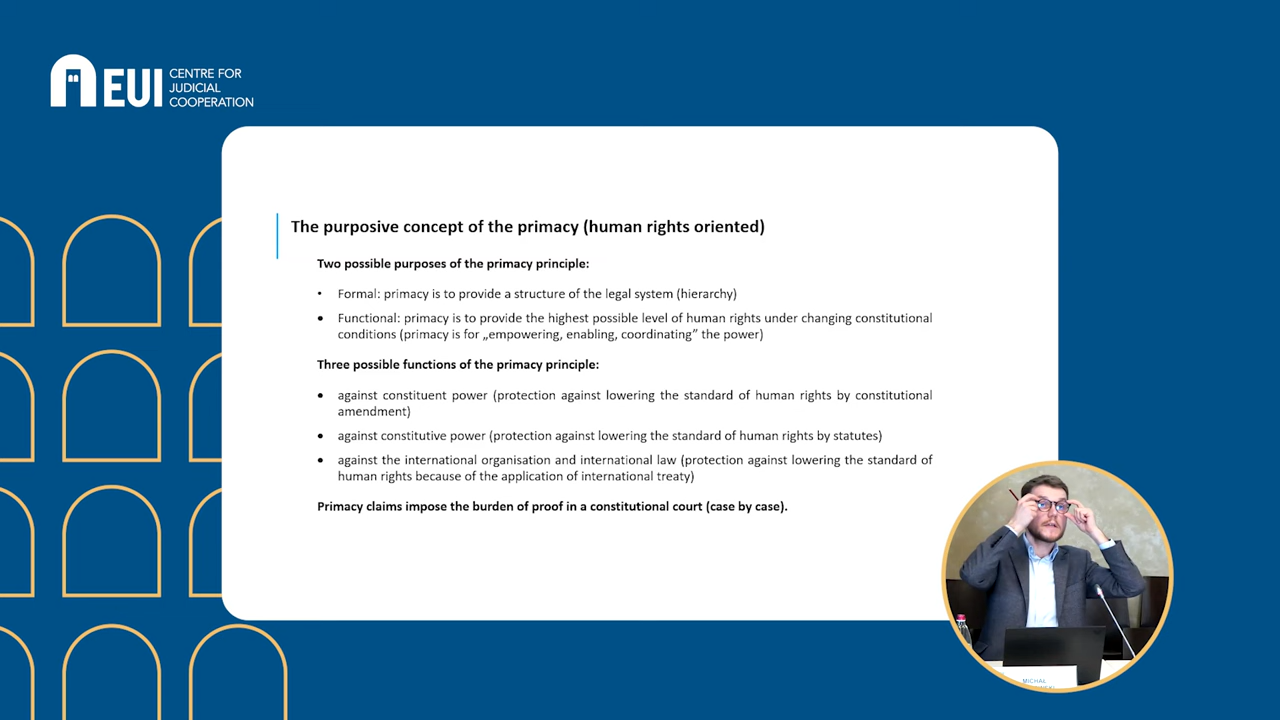 EUI
CENTRE FOR
JUDICIAL
COOPERATION
The purposive concept of the primacy (human rights oriented)
Two possible purposes of the primacy principle:
• Formal: primacy is to provide a structure of the legal system (hierarchy)
• Functional: primacy is to provide the highest possible level of human rights under changing constitutional
conditions (primacy is for „empowering, enabling, coordinating” the power)
Three possible functions of the primacy principle:
• against constituent power (protection against lowering the standard of human rights by constitutional
amendment)
• against constitutive power (protection against lowering the standard of human rights by statutes)
• against the international organisation and international law (protection against lowering the standard of
human rights because of the application of international treaty)
Primacy claims impose the burden of proof in a constitutional court (case by case).
MICHAŁ